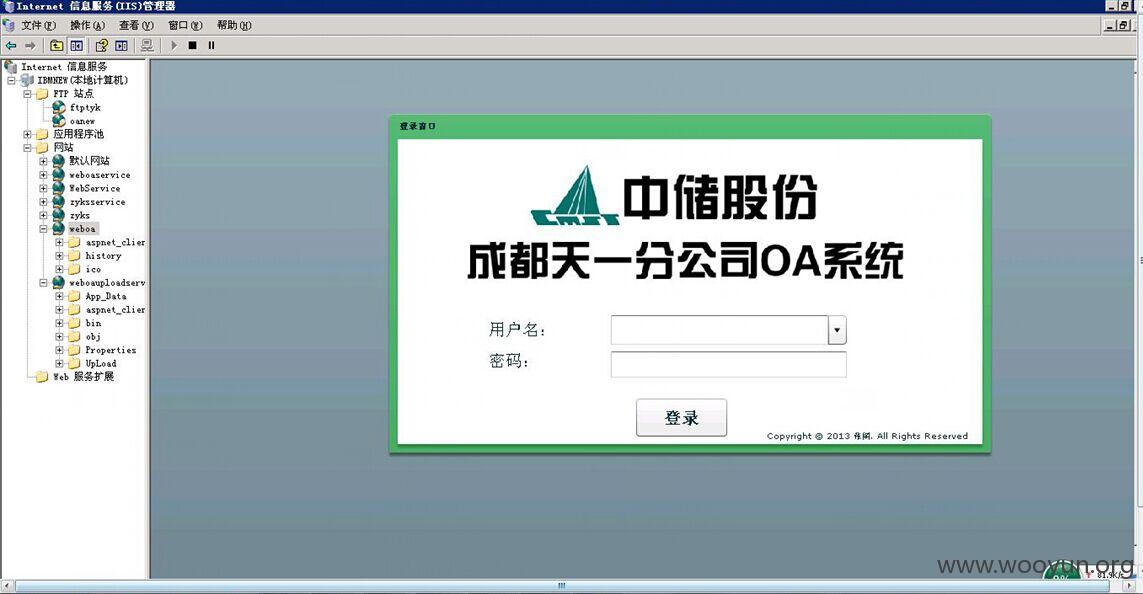 Internet 信息服务(IIS)管理器
文件(F) 操作(A) 查看(V) 窗口(W) 帮助(H)
Internet 信息服务
IBMNEW(本地计算机)
FTP 站点
ftptyk
oanew
应用程序池
网站
默认网站
weboaservice
WebService
zyksservice
zyks
weboa
aspnet_clier
history
ico
weboauploadserv
App_Data
aspnet_clier
bin
obj
Properties
UpLoad
Web 服务扩展
登录窗口
CMST 中储股份
成都天一分公司OA系统
用户名:
密码:
登录
Copyright © 2013 All Rights Reserved
www.wooyun.org